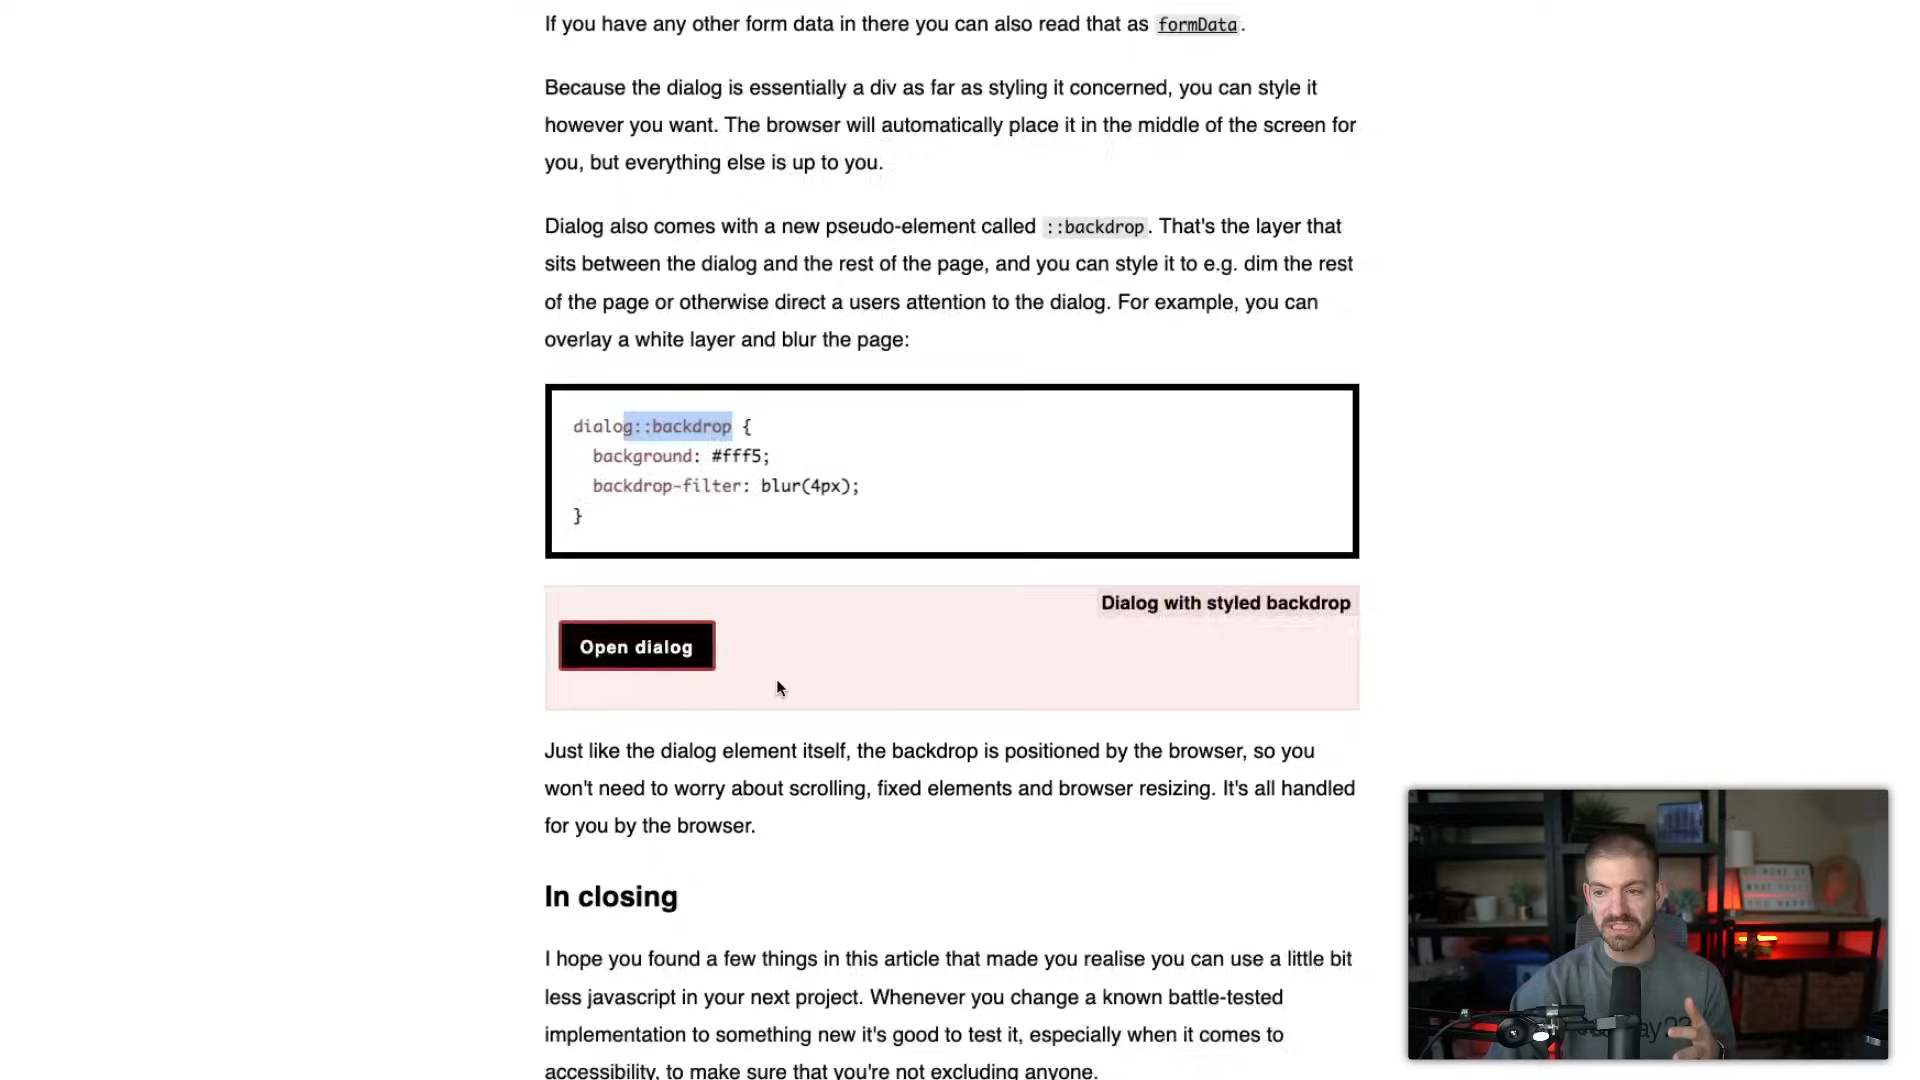 If you have any other form data in there you can also read that as formData.
Because the dialog is essentially a div as far as styling it concerned, you can style it
however you want. The browser will automatically place it in the middle of the screen for
you, but everything else is up to you.
Dialog also comes with a new pseudo-element called ::backdrop. That's the layer that
sits between the dialog and the rest of the page, and you can style it to e.g. dim the rest
of the page or otherwise direct a users attention to the dialog. For example, you can
overlay a white layer and blur the page:
dialog::backdrop {
background: #fff5;
backdrop-filter: blur(4px);
}
Dialog with styled backdrop
Open dialog
Just like the dialog element itself, the backdrop is positioned by the browser, so you
won't need to worry about scrolling, fixed elements and browser resizing. It's all handled
for you by the browser.
In closing
I hope you found a few things in this article that made you realise you can use a little bit
less javascript in your next project. Whenever you change a known battle-tested
implementation to something new it's good to test it, especially when it comes to
accessibility, to make sure that you're not excluding anyone.